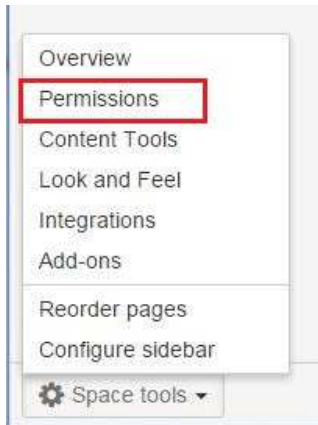 Overview
Permissions
Content Tools
Look and Feel
Integrations
Add-ons
Reorder pages
Configure sidebar
Space tools